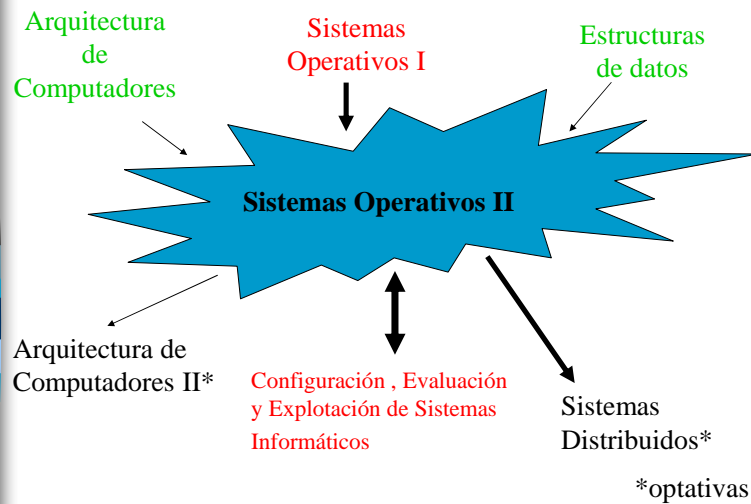 Arquitectura
de
Computadores
Sistemas
Operativos I
Estructuras
de datos
Sistemas Operativos II
Arquitectura de
Computadores II*
Configuración , Evaluación
y Explotación de Sistemas
Informáticos
Sistemas
Distribuidos*
*optativas